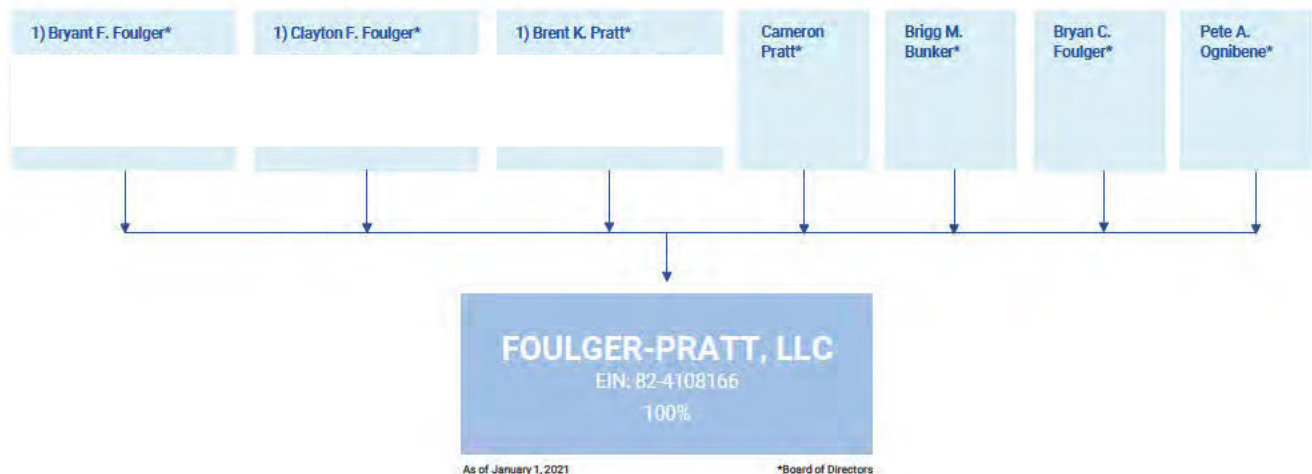 1) Bryant F. Foulger*
1) Clayton F. Foulger*
1) Brent K. Pratt*
Cameron
Pratt*
Brigg M.
Bunker*
Bryan C.
Foulger*
Pete A.
Ognibene*
FOULGER-PRATT, LLC
EIN: 82-4108166
100%
As of January 1, 2021
*Board of Directors